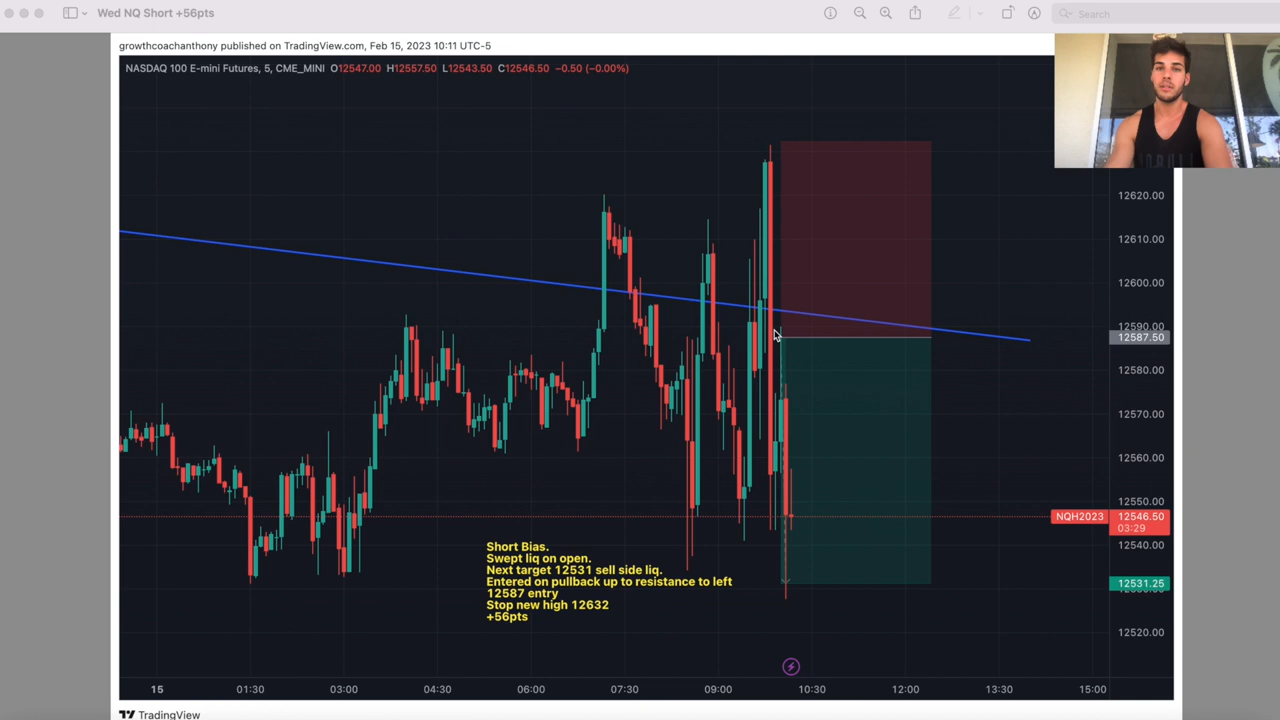 Wed NQ Short +56pts
Search
growthcoachanthony published on TradingView.com, Feb 15, 2023 10:11 UTC-5
NASDAQ 100 E-mini Futures, 5, CME_MINI O12547.00 H12557.50 L12543.50 C12546.50 −0.50 (−0.00%)
12620.00
12610.00
12600.00
12590.00
12587.50
12580.00
12570.00
12560.00
12550.00
NQH2023 12546.50
03:29
12540.00
12531.25
12520.00
Short Bias.
Swept liq on open.
Next target 12531 sell side liq.
Entered on pullback up to resistance to left
12587 entry
Stop new high 12632
+56pts
15 01:30 03:00 04:30 06:00 07:30 09:00 10:30 12:00 13:30 15:00
TradingView